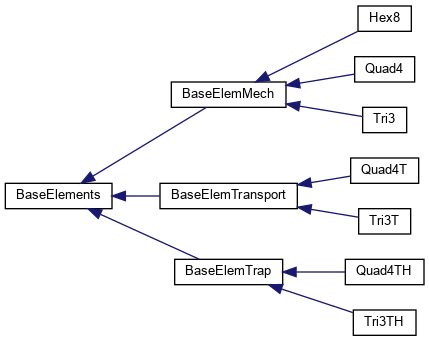 Hex8
Quad4
BaseElemMech
Tri3
Quad4T
BaseElements
BaseElemTransport
Tri3T
BaseElemTrap
Quad4TH
Tri3TH